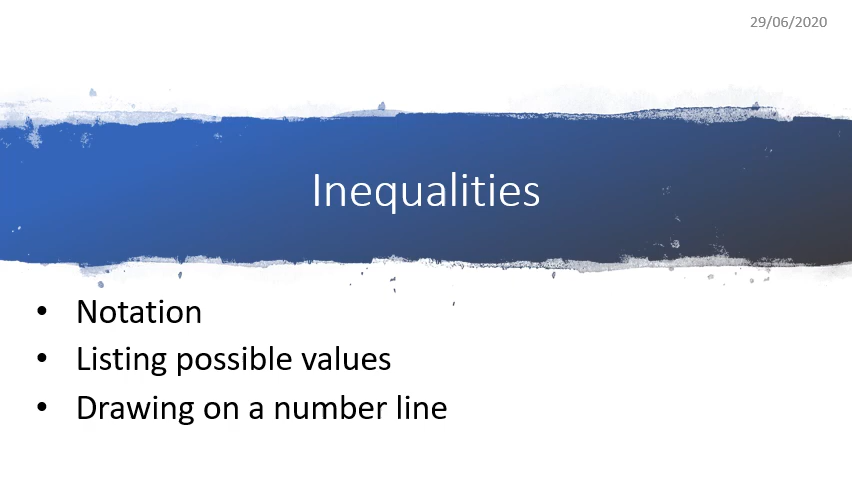 29/06/2020
Inequalities
• Notation
• Listing possible values
• Drawing on a number line